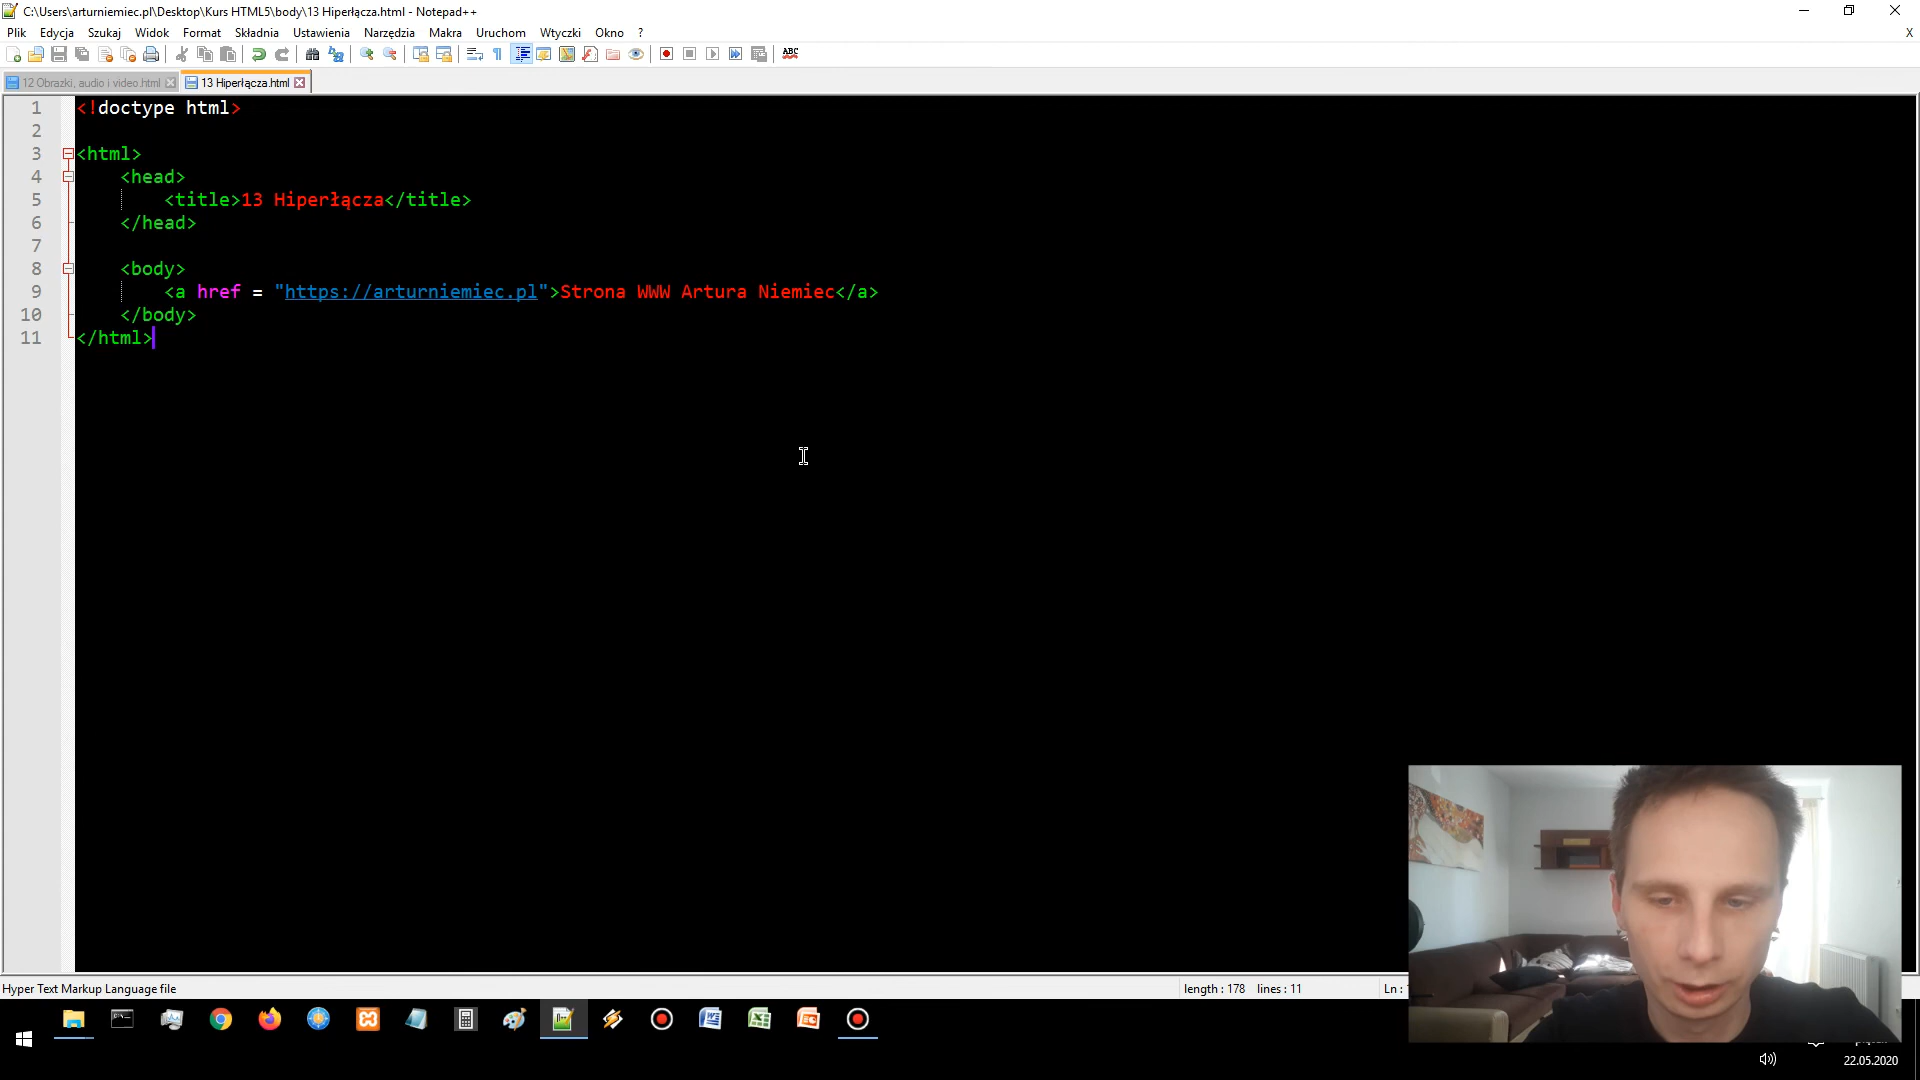 C:\Users\arturniemiec.pl\Desktop\Kurs HTML5\body\13 Hiperłącza.html - Notepad++
Plik Edycja Szukaj Widok Format Składnia Ustawienia Narzędzia Makra Uruchom Wtyczki Okno ? X
ABC
12 Obrazki, audio i video.html 13 Hiperłącza.html
1 <!doctype html>
2
3 <html>
4 <head>
5 <title>13 Hiperłącza</title>
6 </head>
7
8 <body>
9 <a href = "https://arturniemiec.pl">Strona WWW Artura Niemiec</a>
10 </body>
11 </html>
Hyper Text Markup Language file length : 178 lines : 11 Ln :
22.05.2020